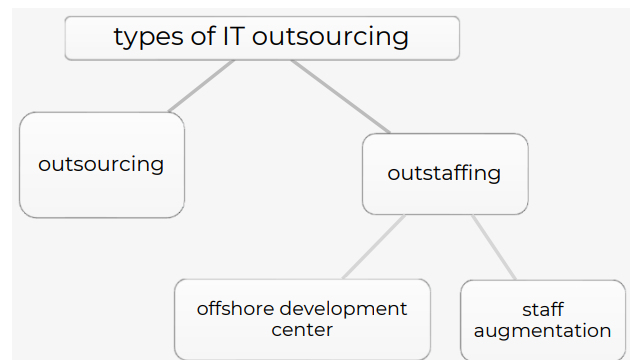 types of IT outsourcing
outsourcing
outstaffing
offshore development
center
staff
augmentation